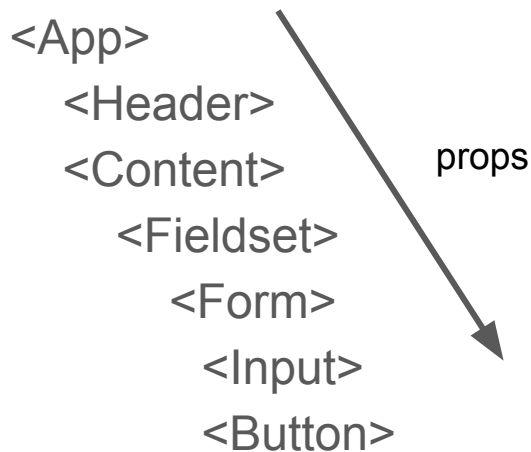 <App>
<Header>
<Content>
props
<Fieldset>
<Form>
<Input>
<Button>